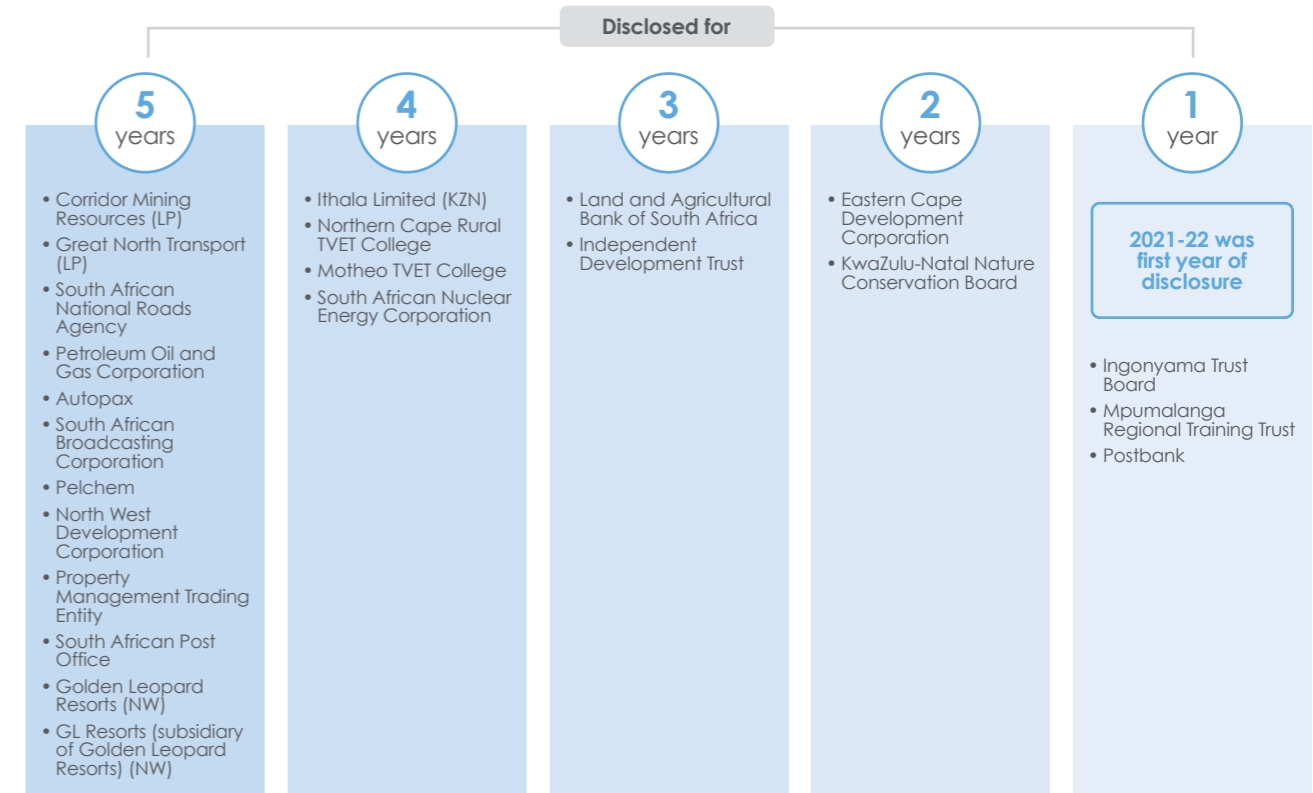 Disclosed for
5
years
• Corridor Mining
Resources (LP)
• Great North Transport
(LP)
• South African
National Roads
Agency
• Petroleum Oil and
Gas Corporation
• Autopax
• South African
Broadcasting
Corporation
• Pelchem
• North West
Development
Corporation
• Property
Management Trading
Entity
• South African Post
Office
• Golden Leopard
Resorts (NW)
• GL Resorts (subsidiary
of Golden Leopard
Resorts) (NW)
4
years
• Ithala Limited (KZN)
• Northern Cape Rural
TVET College
• Motheo TVET College
• South African Nuclear
Energy Corporation
3
years
• Land and Agricultural
Bank of South Africa
• Independent
Development Trust
2
years
• Eastern Cape
Development
Corporation
• KwaZulu-Natal Nature
Conservation Board
1
year
2021-22 was
first year of
disclosure
• Ingonyama Trust
Board
• Mpumalanga
Regional Training Trust
• Postbank